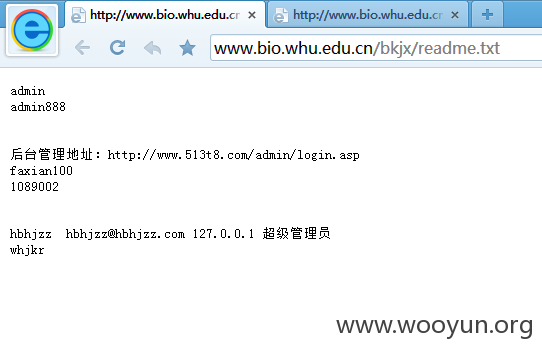 http://www.bio.whu.edu.cn
http://www.bio.whu.edu.cn
www.bio.whu.edu.cn/bkjx/readme.txt
admin
admin888
后台管理地址：http://www.513t8.com/admin/login.asp
faxian100
1089002
hbhjzz hbhjzz@hbhjzz.com 127.0.0.1 超级管理员
whjkr
www.wooyun.org